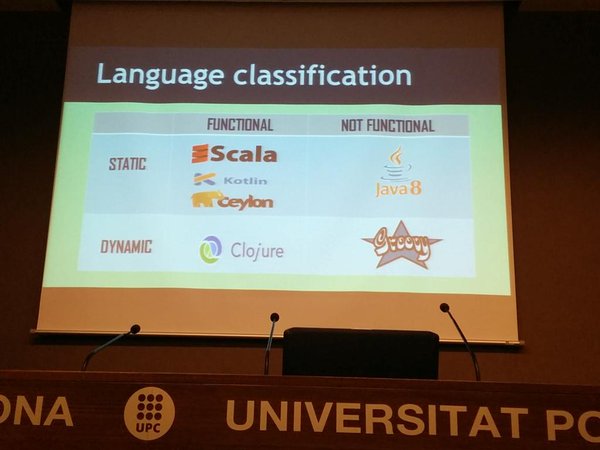 Language classification
FUNCTIONAL NOT FUNCTIONAL
STATIC
Scala
Kotlin
Ceylon
Java 8
DYNAMIC
Clojure
Groovy
ONA UPC UNIVERSITAT PO